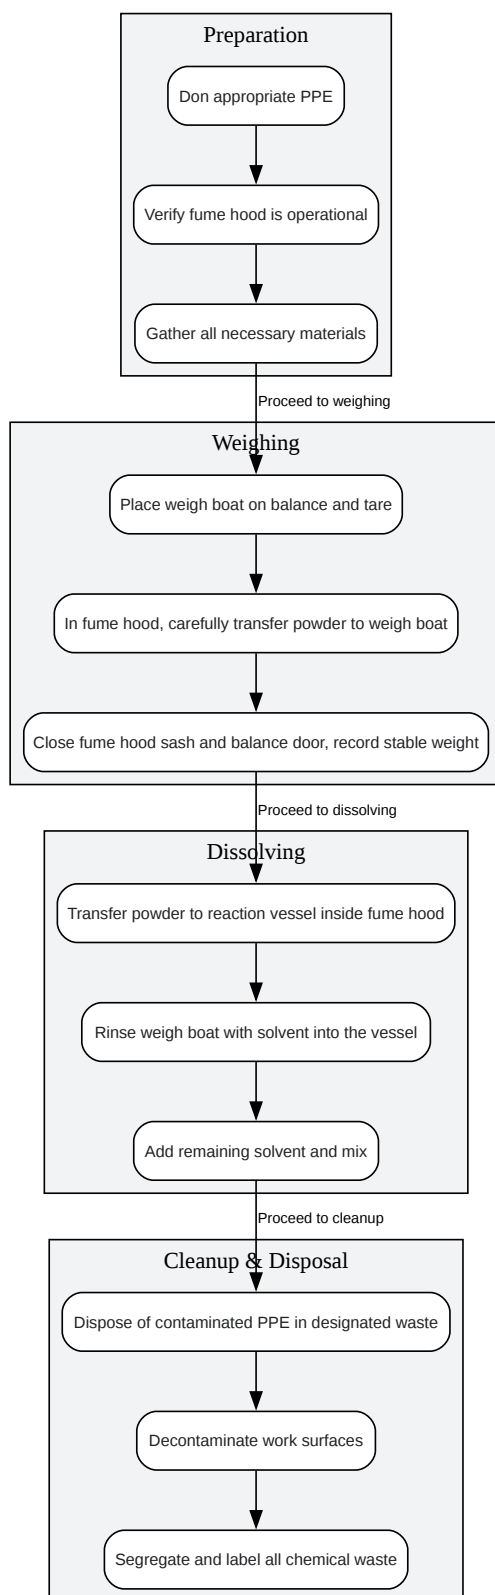 Preparation
Don appropriate PPE
Verify fume hood is operational
Gather all necessary materials
Proceed to weighing
Weighing
Place weigh boat on balance and tare
In fume hood, carefully transfer powder to weigh boat
Close fume hood sash and balance door, record stable weight
Proceed to dissolving
Dissolving
Transfer powder to reaction vessel inside fume hood
Rinse weigh boat with solvent into the vessel
Add remaining solvent and mix
Proceed to cleanup
Cleanup & Disposal
Dispose of contaminated PPE in designated waste
Decontaminate work surfaces
Segregate and label all chemical waste